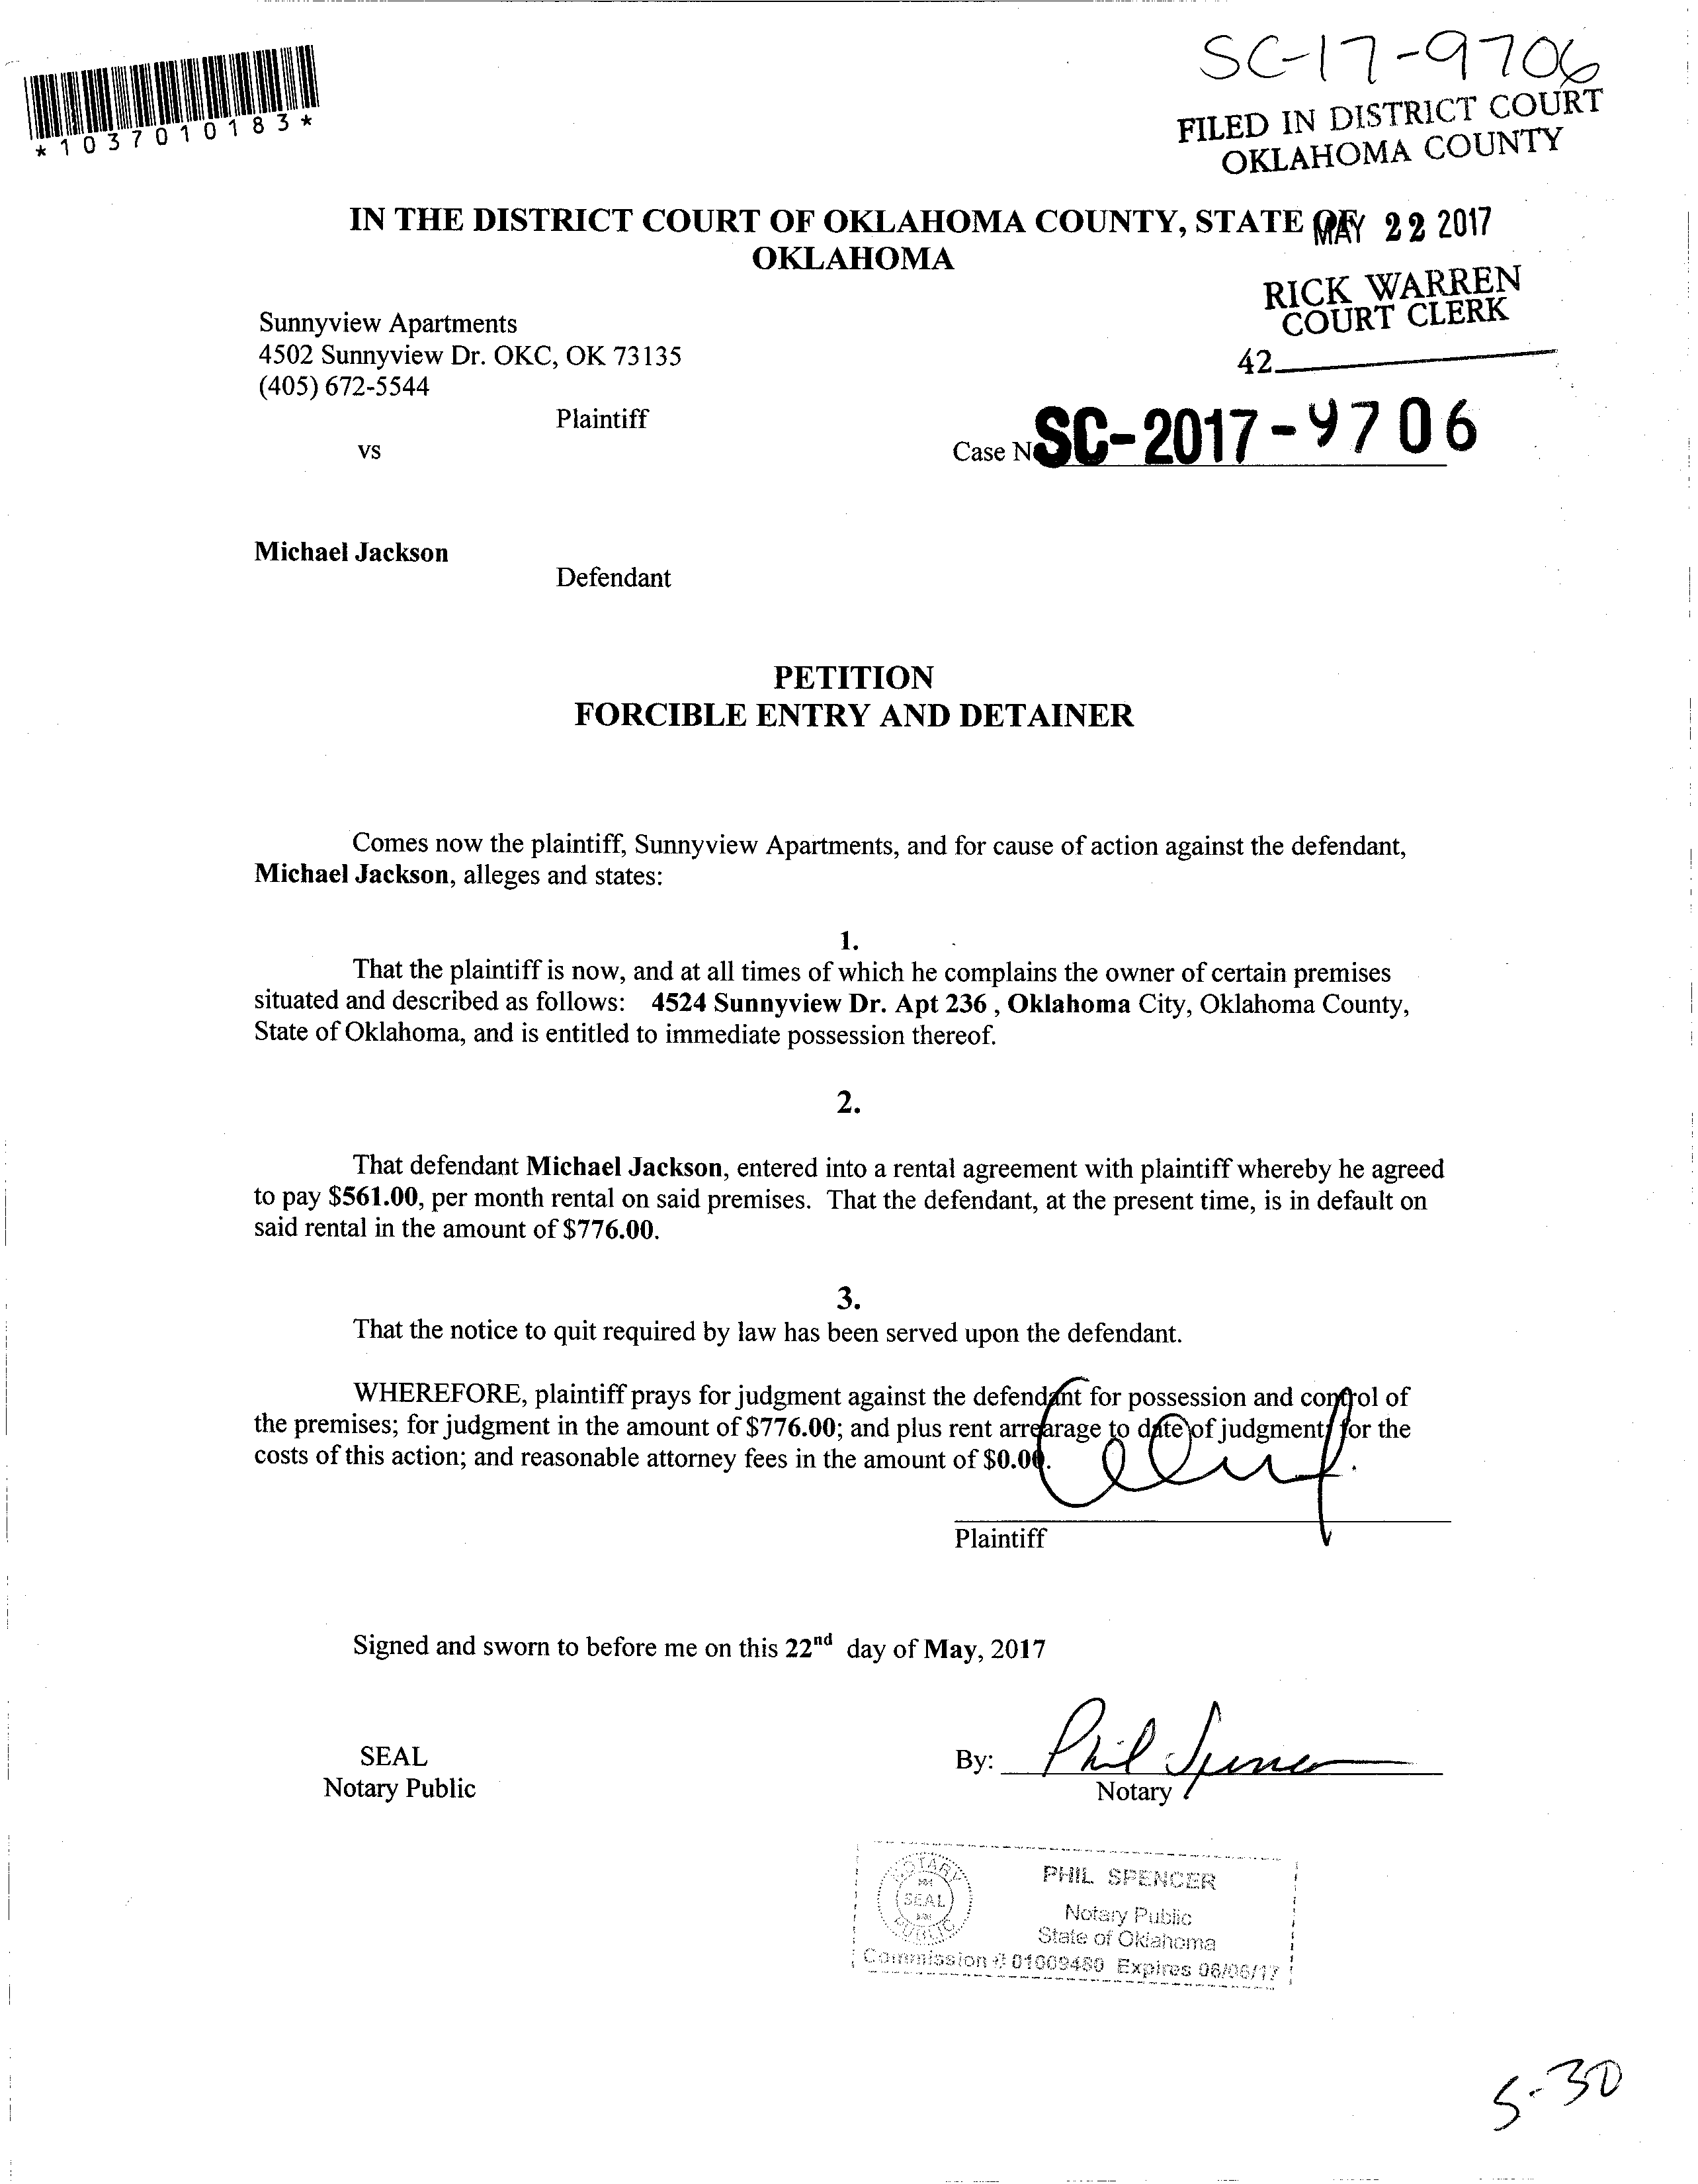 SC-17-9706
*1037010183*
FILED IN DISTRICT COURT
OKLAHOMA COUNTY
IN THE DISTRICT COURT OF OKLAHOMA COUNTY, STATE OF MAY 22 2017
OKLAHOMA
RICK WARREN
COURT CLERK
42
Sunnyview Apartments
4502 Sunnyview Dr. OKC, OK 73135
(405) 672-5544
Plaintiff
vs
Case N SC-2017-9706
Michael Jackson
Defendant
PETITION
FORCIBLE ENTRY AND DETAINER
Comes now the plaintiff, Sunnyview Apartments, and for cause of action against the defendant,
Michael Jackson, alleges and states:
1.
That the plaintiff is now, and at all times of which he complains the owner of certain premises
situated and described as follows: 4524 Sunnyview Dr. Apt 236 , Oklahoma City, Oklahoma County,
State of Oklahoma, and is entitled to immediate possession thereof.
2.
That defendant Michael Jackson, entered into a rental agreement with plaintiff whereby he agreed
to pay $561.00, per month rental on said premises. That the defendant, at the present time, is in default on
said rental in the amount of $776.00.
3.
That the notice to quit required by law has been served upon the defendant.
WHEREFORE, plaintiff prays for judgment against the defendant for possession and control of
the premises; for judgment in the amount of $776.00; and plus rent arrearage to date of judgment; for the
costs of this action; and reasonable attorney fees in the amount of $0.00.
Plaintiff
Signed and sworn to before me on this 22nd day of May, 2017
SEAL
Notary Public
By: Phil Spencer
Notary
NOTARY
SEAL
PUBLIC
PHIL SPENCER
Notary Public
State of Oklahoma
Commission # 01009480 Expires 06/06/17
5-30